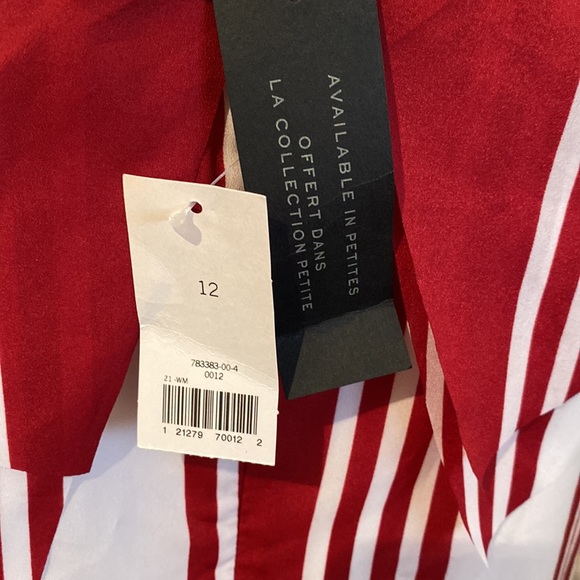 AVAILABLE IN PETITES
OFFERT DANS
LA COLLECTION PETITE
12
783383-00-4
0012
Z1-WM
1 21279 70012 2